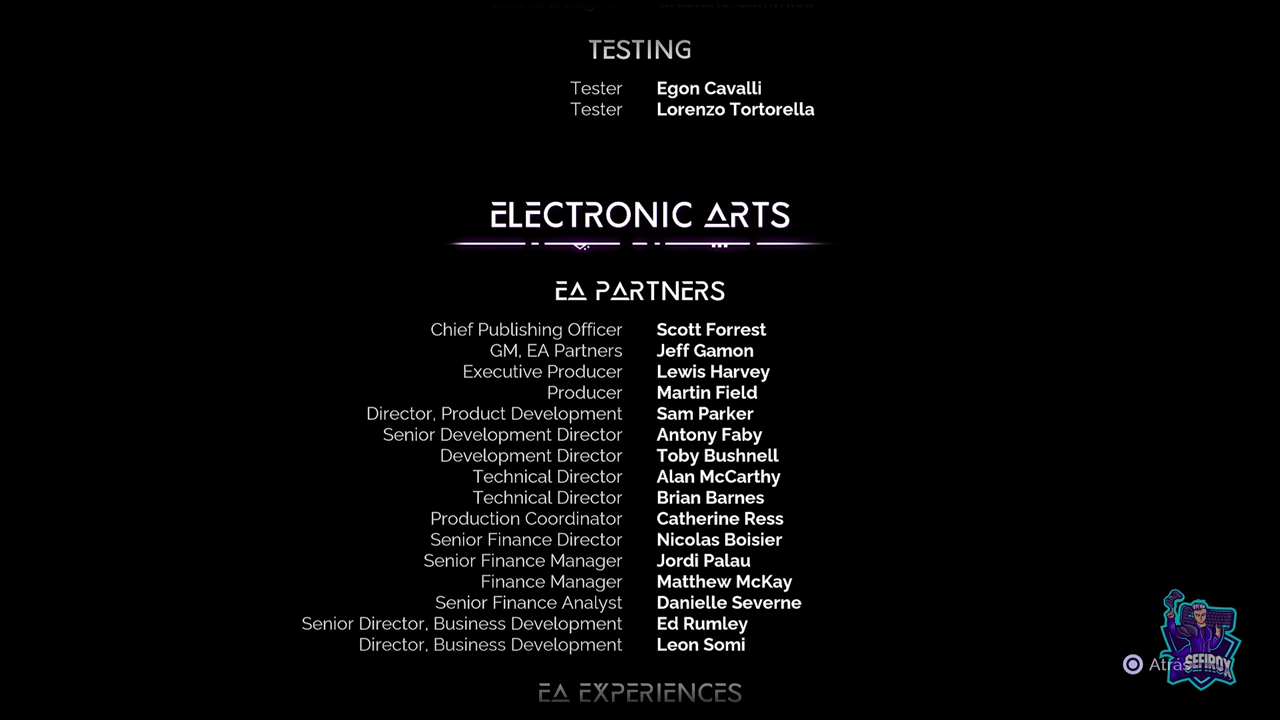 TESTING
Tester Egon Cavalli
Tester Lorenzo Tortorella
ELECTRONIC ARTS
EA PARTNERS
Chief Publishing Officer Scott Forrest
GM, EA Partners Jeff Gamon
Executive Producer Lewis Harvey
Producer Martin Field
Director, Product Development Sam Parker
Senior Development Director Antony Faby
Development Director Toby Bushnell
Technical Director Alan McCarthy
Technical Director Brian Barnes
Production Coordinator Catherine Ress
Senior Finance Director Nicolas Boisier
Senior Finance Manager Jordi Palau
Finance Manager Matthew McKay
Senior Finance Analyst Danielle Severne
Senior Director, Business Development Ed Rumley
Director, Business Development Leon Somi
Atrás
SEFIROX
EA EXPERIENCES